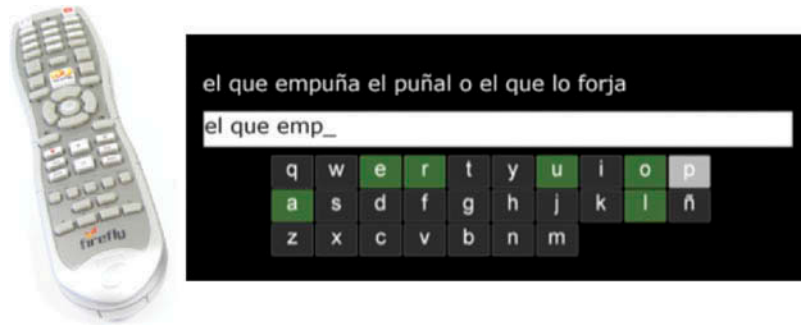 firefly
el que empuña el puñal o el que lo forja
el que emp_
q w e r t y u i o p
a s d f g h j k l ñ
z x c v b n m